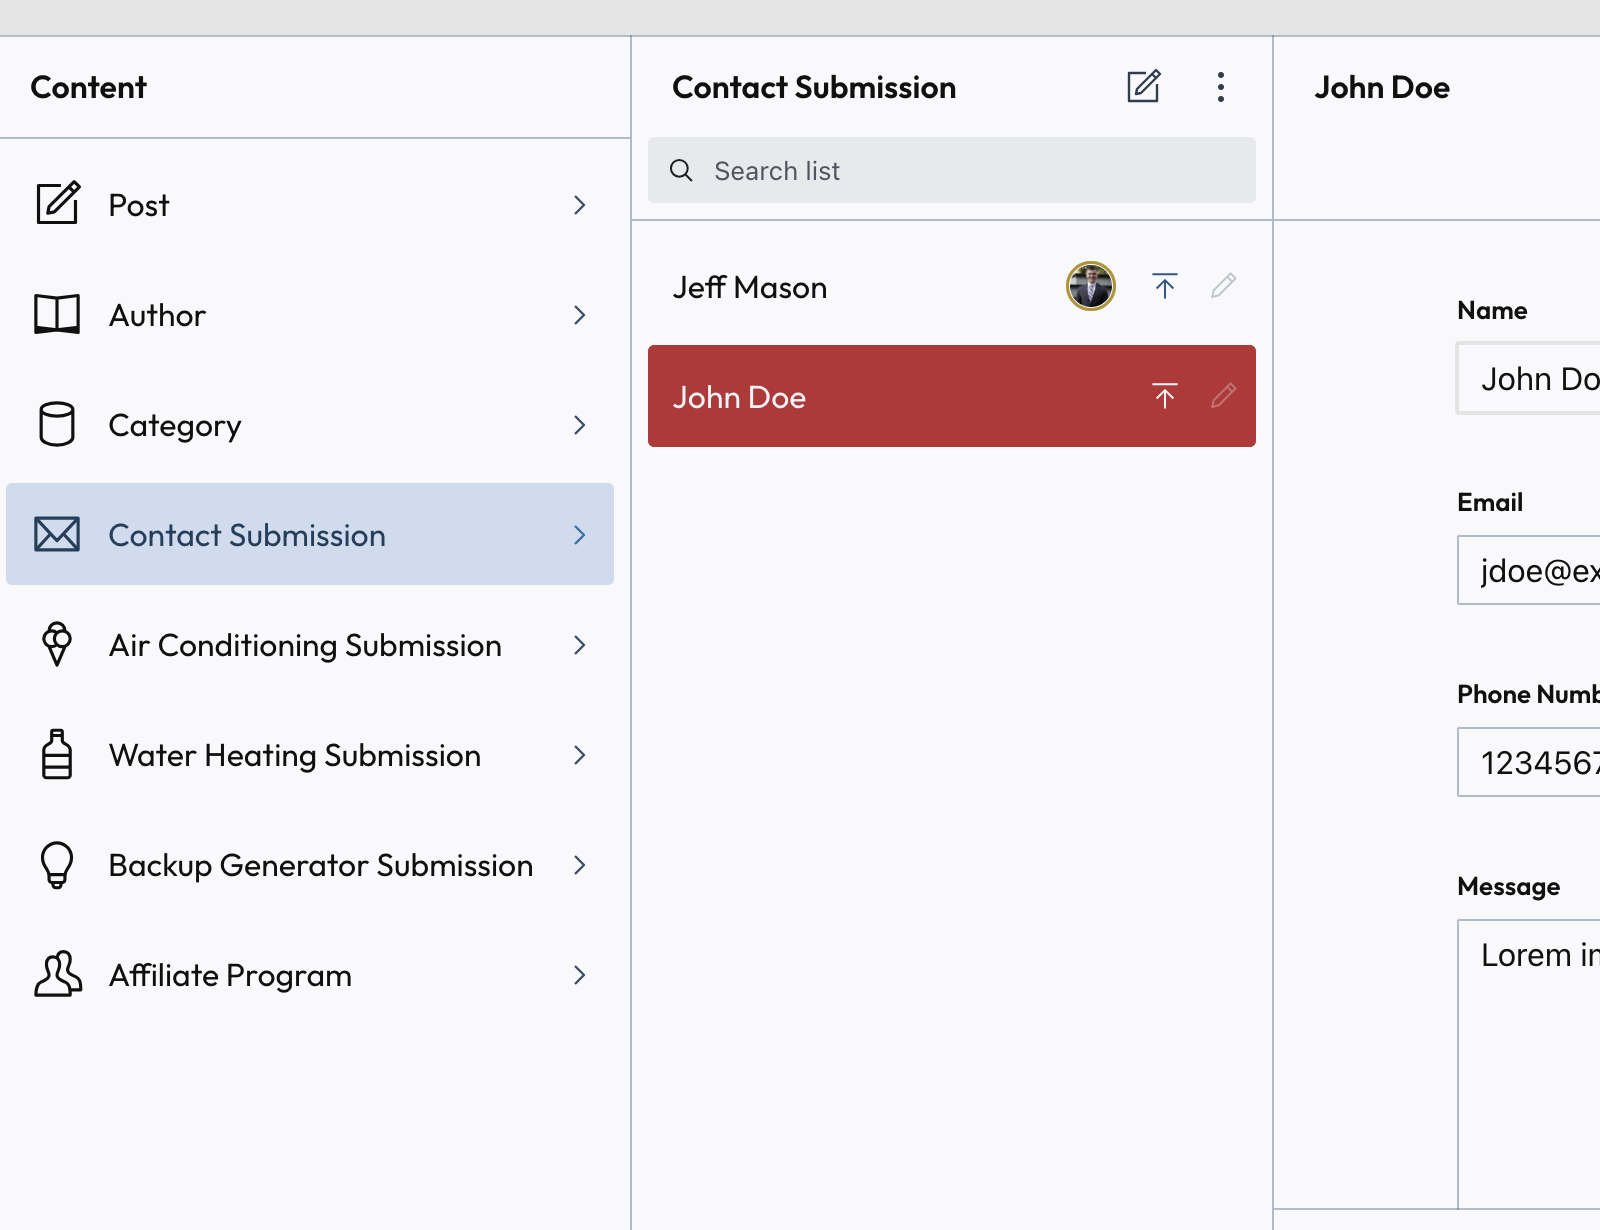 Content
Post
Author
Category
Contact Submission
Air Conditioning Submission
Water Heating Submission
Backup Generator Submission
Affiliate Program
Contact Submission
Search list
Jeff Mason
John Doe
John Doe
Name
John Do
Email
jdoe@ex
Phone Numb
1234567
Message
Lorem